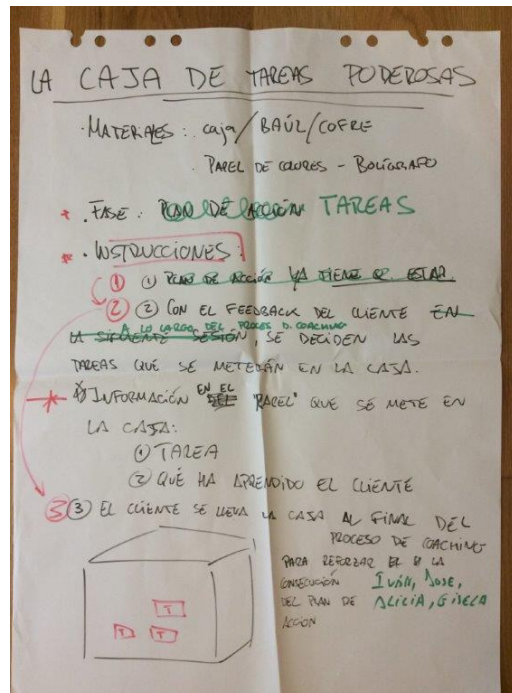 LA CAJA DE TAREAS PODEROSAS
· MATERIALES: caja/BAÚL/COFRE
PAPEL DE COLORES - BOLÍGRAFO
* · FASE: PLAN DE ACCIÓN TAREAS
* · INSTRUCCIONES:
① ① PLAN DE ACCIÓN YA TIENE Q. ESTAR
② ② CON EL FEEDBACK DEL CLIENTE EN
A LO LARGO DEL PROCES D. COACHING
LA SIGUIENTE SESIÓN, SE DECIDEN LAS
TAREAS QUE SE METERÁN EN LA CAJA.
* INFORMACIÓN EN EL DEL "PAPEL" QUE SE METE EN
LA CAJA:
① TAREA
② QUÉ HA APRENDIDO EL CLIENTE
③ ③ EL CLIENTE SE LLEVA LA CAJA AL FINAL DEL
PROCESO DE COACHING
PARA REFORZAR EL LA
CONSECUCIÓN Iván, Jose,
DEL PLAN DE ALICIA, GISELA
ACCION
T
T T